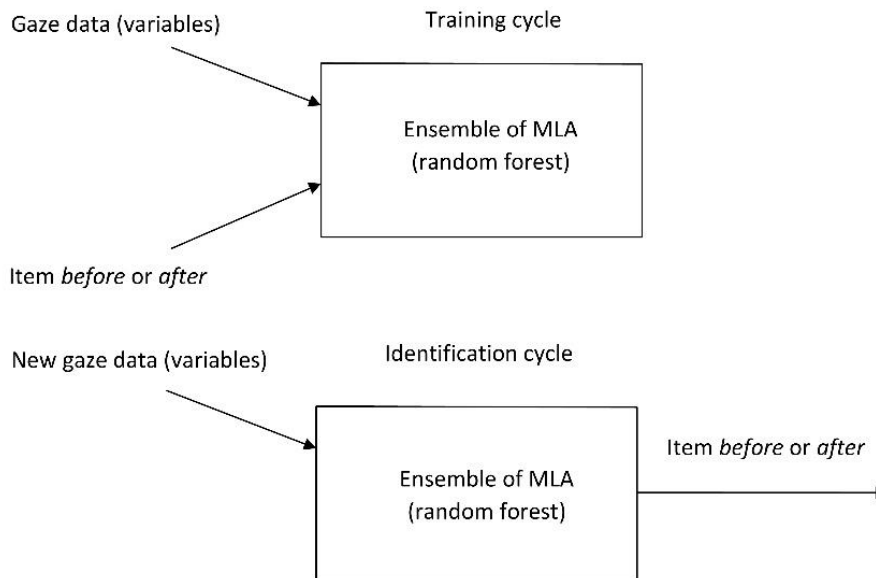 Gaze data (variables)
Training cycle
Ensemble of MLA
(random forest)
Item before or after
New gaze data (variables)
Identification cycle
Ensemble of MLA
(random forest)
Item before or after